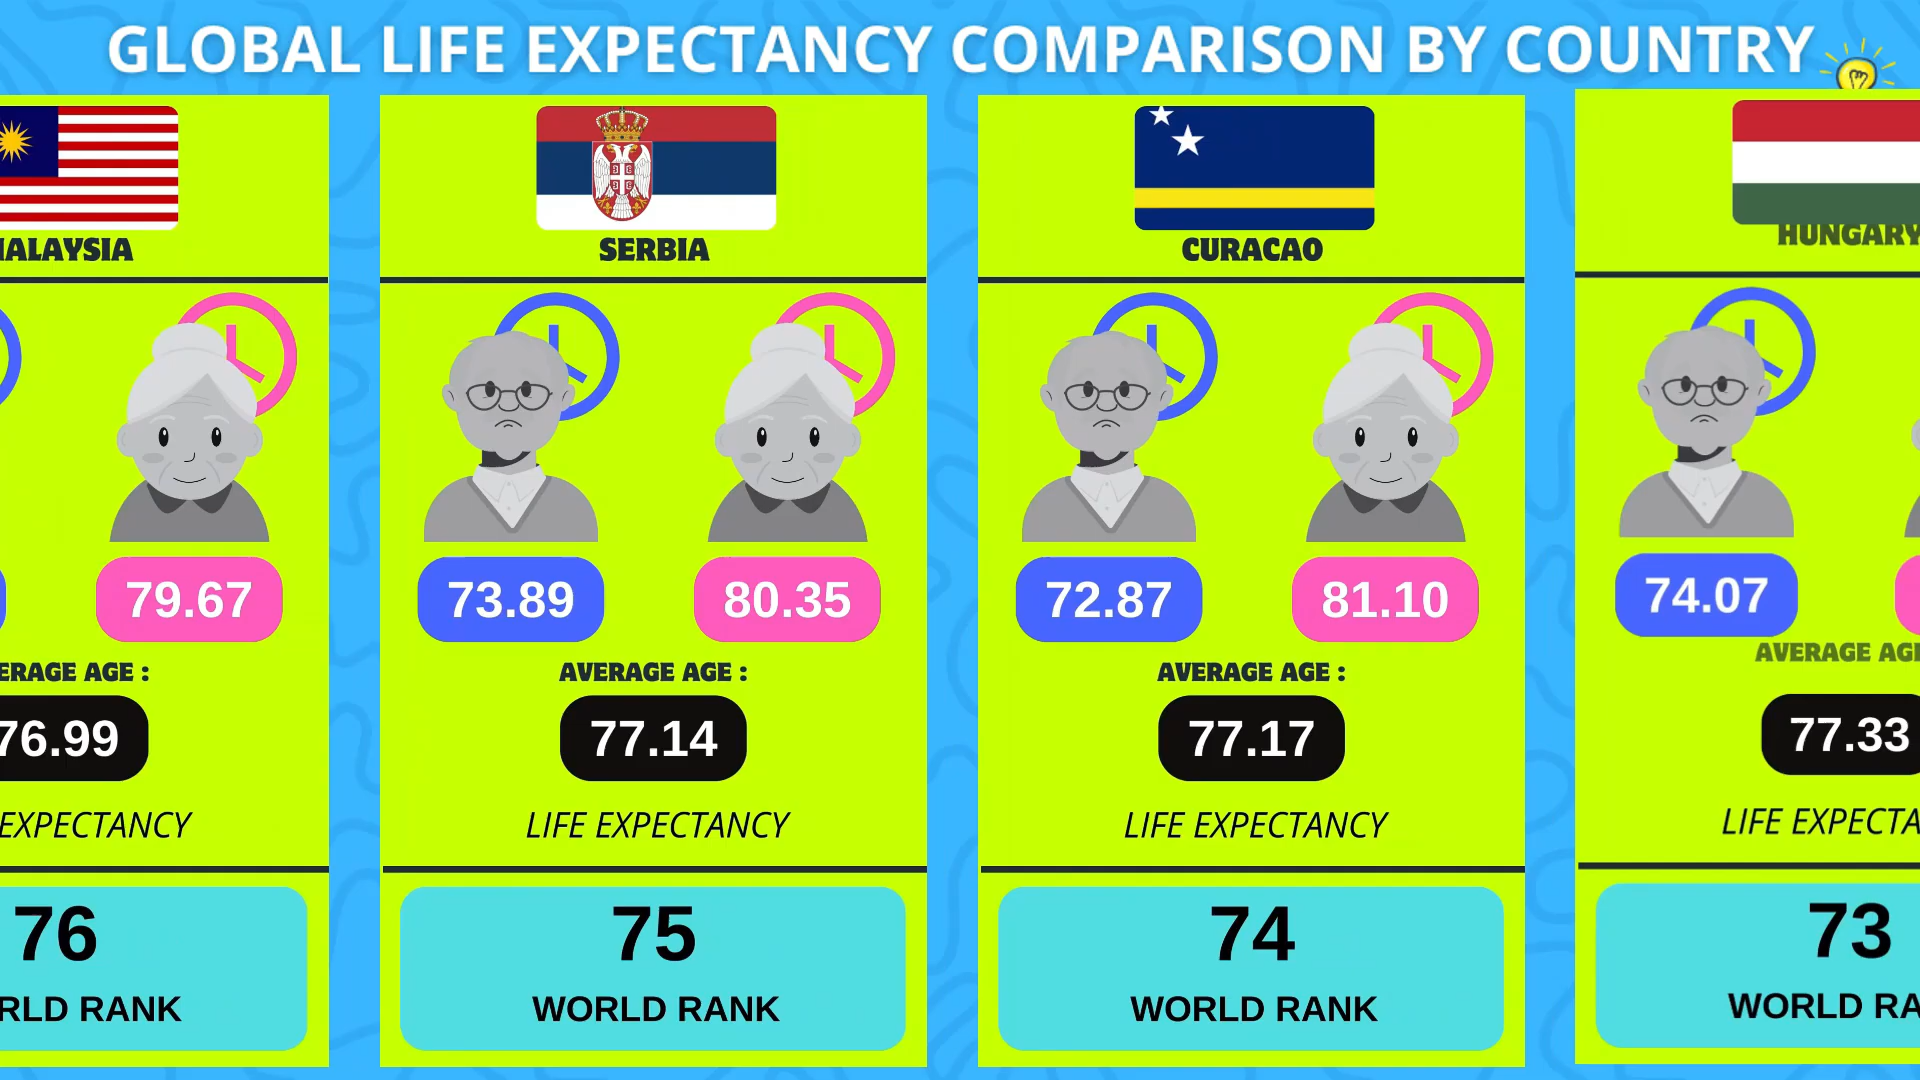 GLOBAL LIFE EXPECTANCY COMPARISON BY COUNTRY
ALAYSIA
79.67
ERAGE AGE :
76.99
EXPECTANCY
76
RLD RANK
SERBIA
73.89 80.35
AVERAGE AGE :
77.14
LIFE EXPECTANCY
75
WORLD RANK
CURACAO
72.87 81.10
AVERAGE AGE :
77.17
LIFE EXPECTANCY
74
WORLD RANK
HUNGARY
74.07
AVERAGE AGE
77.33
LIFE EXPECTA
73
WORLD RA